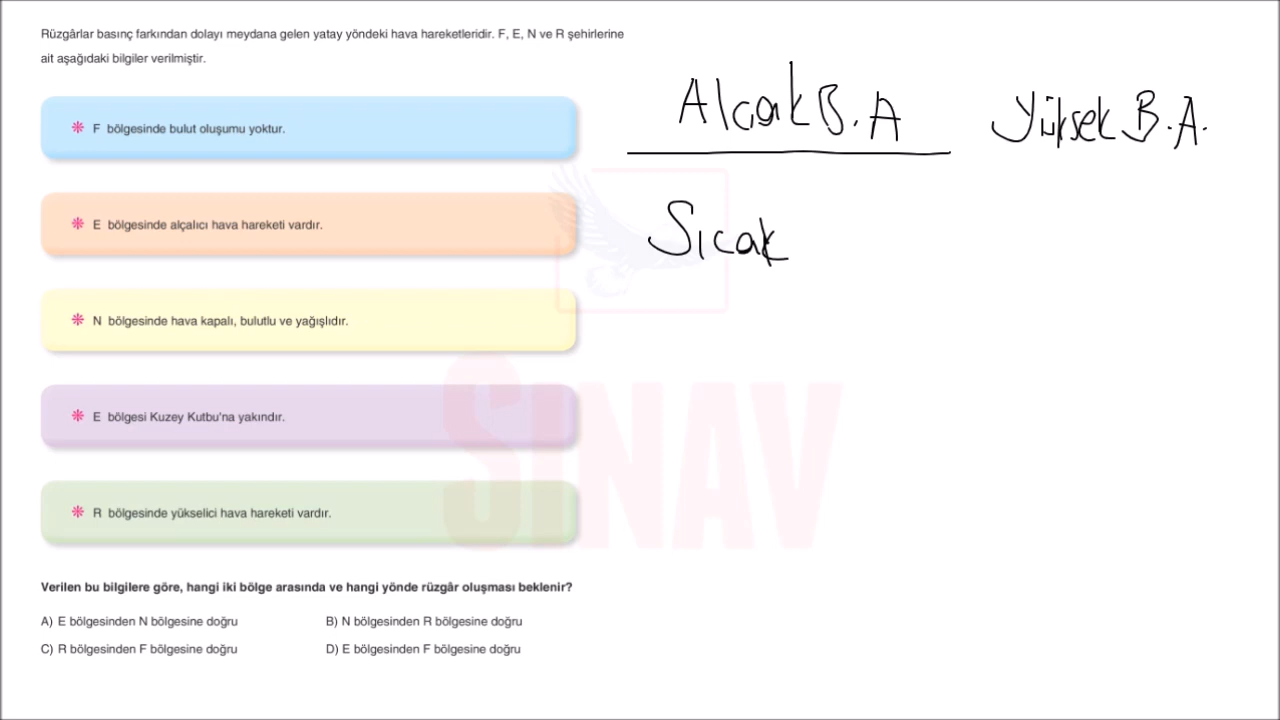 Rüzgârlar basınç farkından dolayı meydana gelen yatay yöndeki hava hareketleridir. F, E, N ve R şehirlerine
ait aşağıdaki bilgiler verilmiştir.
F bölgesinde bulut oluşumu yoktur.
E bölgesinde alçalıcı hava hareketi vardır.
N bölgesinde hava kapalı, bulutlu ve yağışlıdır.
E bölgesi Kuzey Kutbu'na yakındır.
R bölgesinde yükselici hava hareketi vardır.
Verilen bu bilgilere göre, hangi iki bölge arasında ve hangi yönde rüzgâr oluşması beklenir?
A) E bölgesinden N bölgesine doğru
B) N bölgesinden R bölgesine doğru
C) R bölgesinden F bölgesine doğru
D) E bölgesinden F bölgesine doğru
Alçak B.A
Yüksek B.A.
Sıcak
SINAV